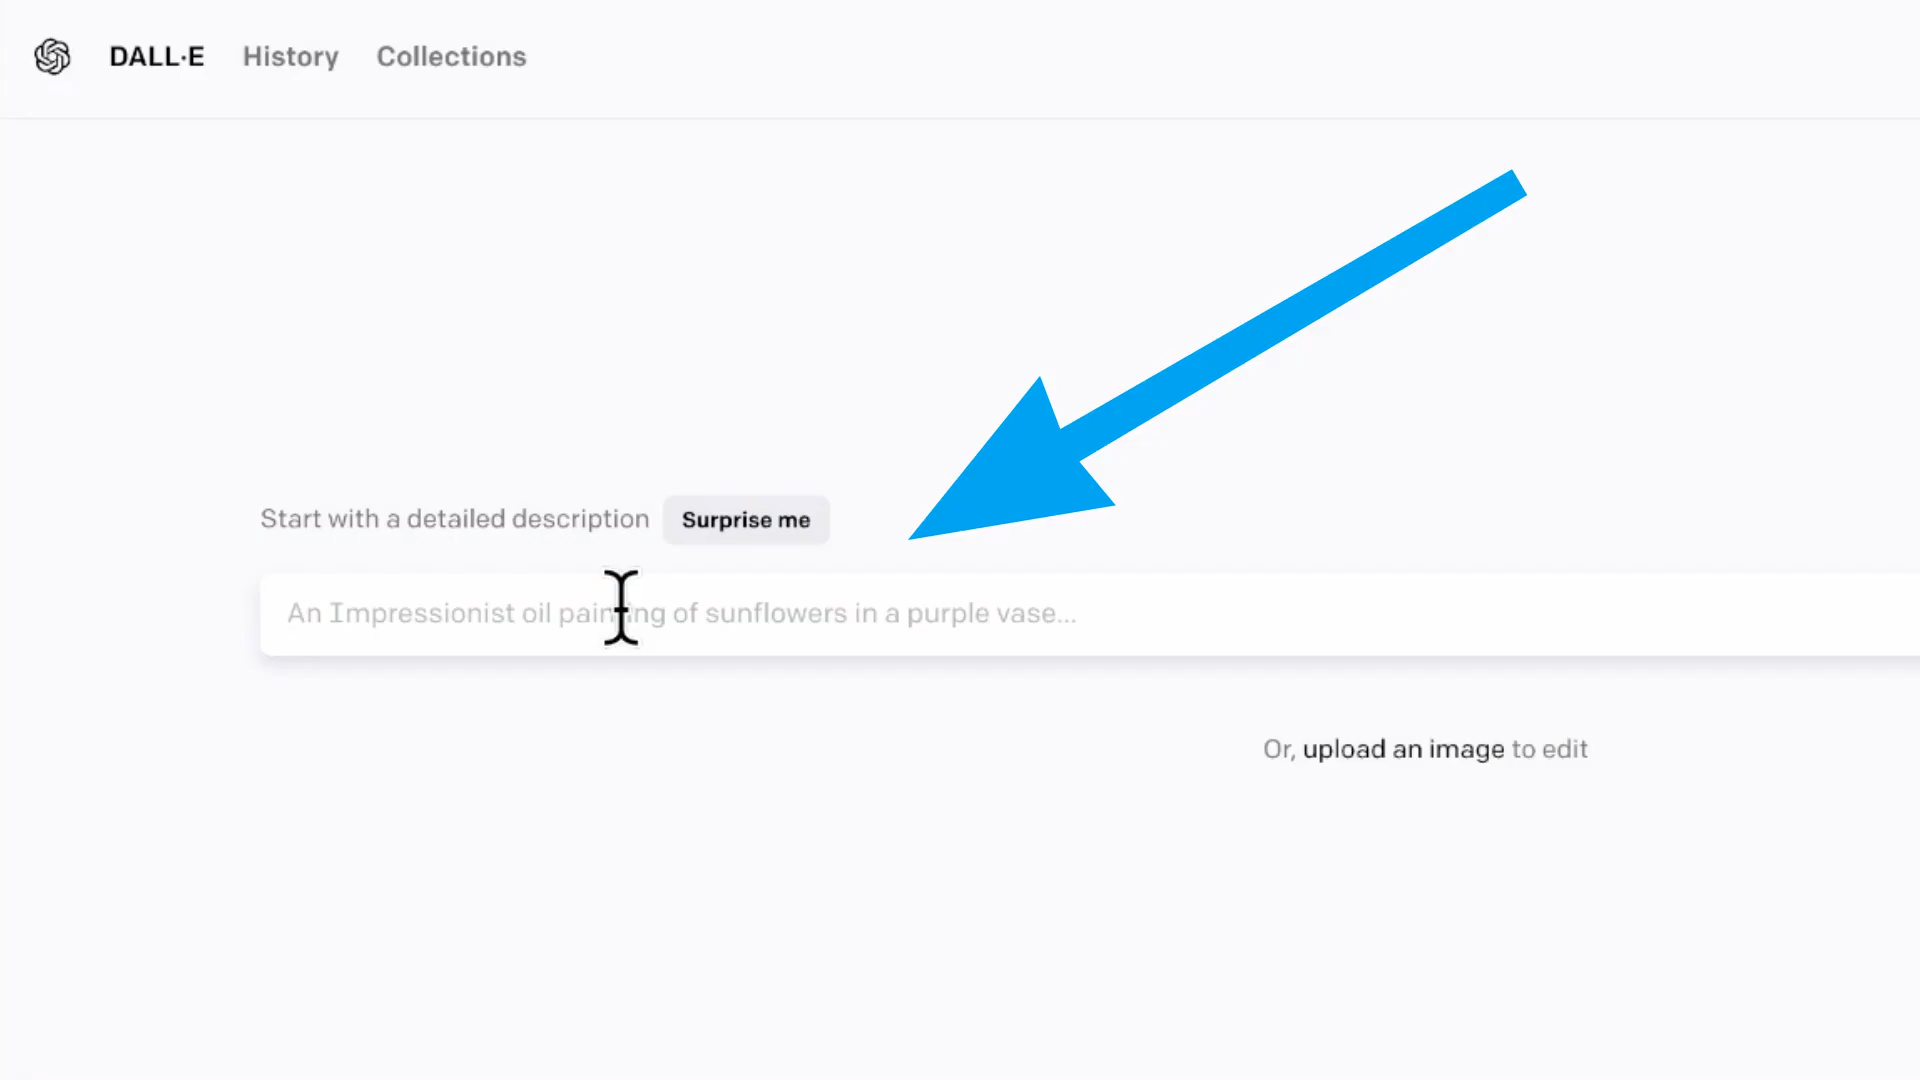 DALL·E History Collections
Start with a detailed description Surprise me
An Impressionist oil painting of sunflowers in a purple vase...
Or, upload an image to edit